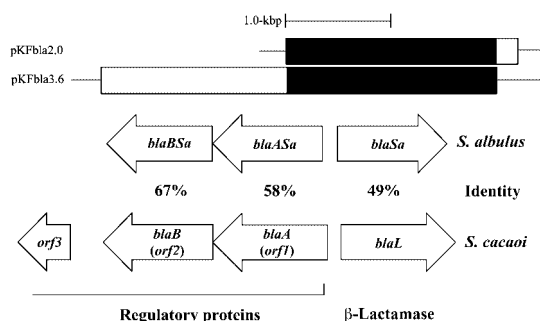 1.0-kbp
pKFbla2.0
pKFbla3.6
blaBSa blaASa blaSa S. albulus
67% 58% 49% Identity
orf3 blaB (orf2) blaA (orf1) blaL S. cacaoi
Regulatory proteins β-Lactamase